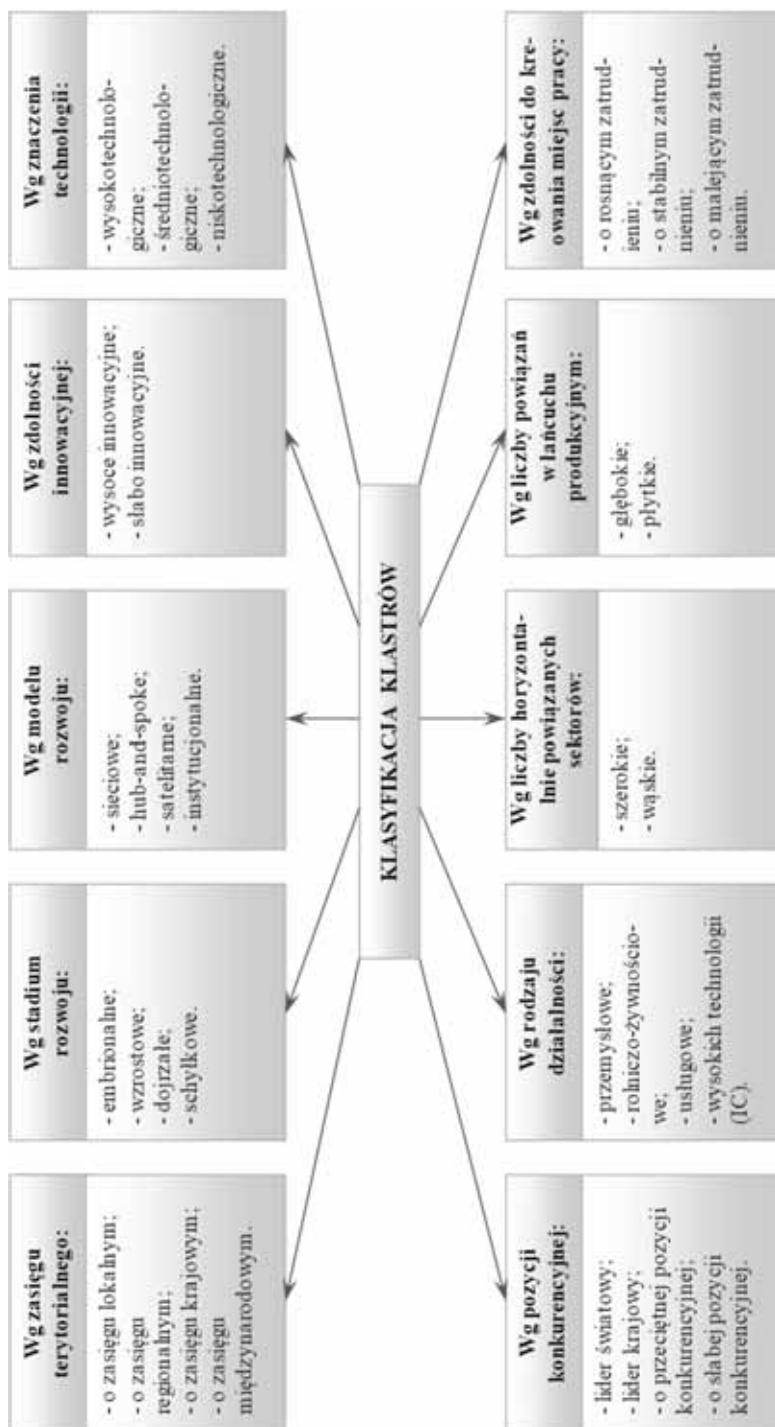 Wg zasięgu
terytorialnego:
- o zasięgu lokalnym;
- o zasięgu
regionalnym;
- o zasięgu krajowym;
- o zasięgu
międzynarodowym.
Wg stadium
rozwoju:
- embrionalne;
- wzrostowe;
- dojrzałe;
- schyłkowe.
Wg modelu
rozwoju:
- sieciowe;
- hub-and-spoke;
- satelitarne;
- instytucjonalne.
Wg zdolności
innowacyjnej:
- wysoce innowacyjne;
- słabo innowacyjne.
Wg znaczenia
technologii:
- wysokotechnolo-
giczne;
- średniotechnolo-
giczne;
- niskotechnologiczne.
KLASYFIKACJA KLASTRÓW
Wg pozycji
konkurencyjnej:
- lider światowy;
- lider krajowy;
- o przeciętnej pozycji
konkurencyjnej;
- o słabej pozycji
konkurencyjnej.
Wg rodzaju
działalności:
- przemysłowe;
- rolniczo-żywnościo-
we;
- usługowe;
- wysokich technologii
(IC).
Wg liczby horyzonta-
lnie powiązanych
sektorów:
- szerokie;
- wąskie.
Wg liczby powiązań
w łańcuchu
produkcyjnym:
- głębokie;
- płytkie.
Wg zdolności do kre-
owania miejsc pracy:
- o rosnącym zatrud-
ieniu;
- o stabilnym zatrud-
nieniu;
- o malejącym zatrud-
nieniu.